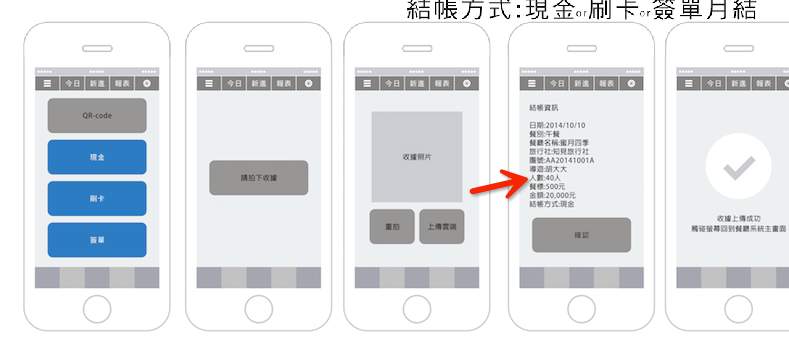 結帳方式:現金or刷卡or簽單月結
今日 新進 報表
QR-code
現金
刷卡
簽單
今日 新進 報表
請拍下收據
今日 新進 報表
收據照片
重拍 上傳雲端
今日 新進 報表
結帳資訊
日期:2014/10/10
餐別:午餐
餐廳名稱:蜜月四季
旅行社:知見旅行社
團號:AA20141001A
導遊:胡大大
人數:40人
餐標:500元
金額:20,000元
結帳方式:現金
確認
今日 新進 報表
收據上傳成功
觸碰螢幕回到餐廳系統主畫面